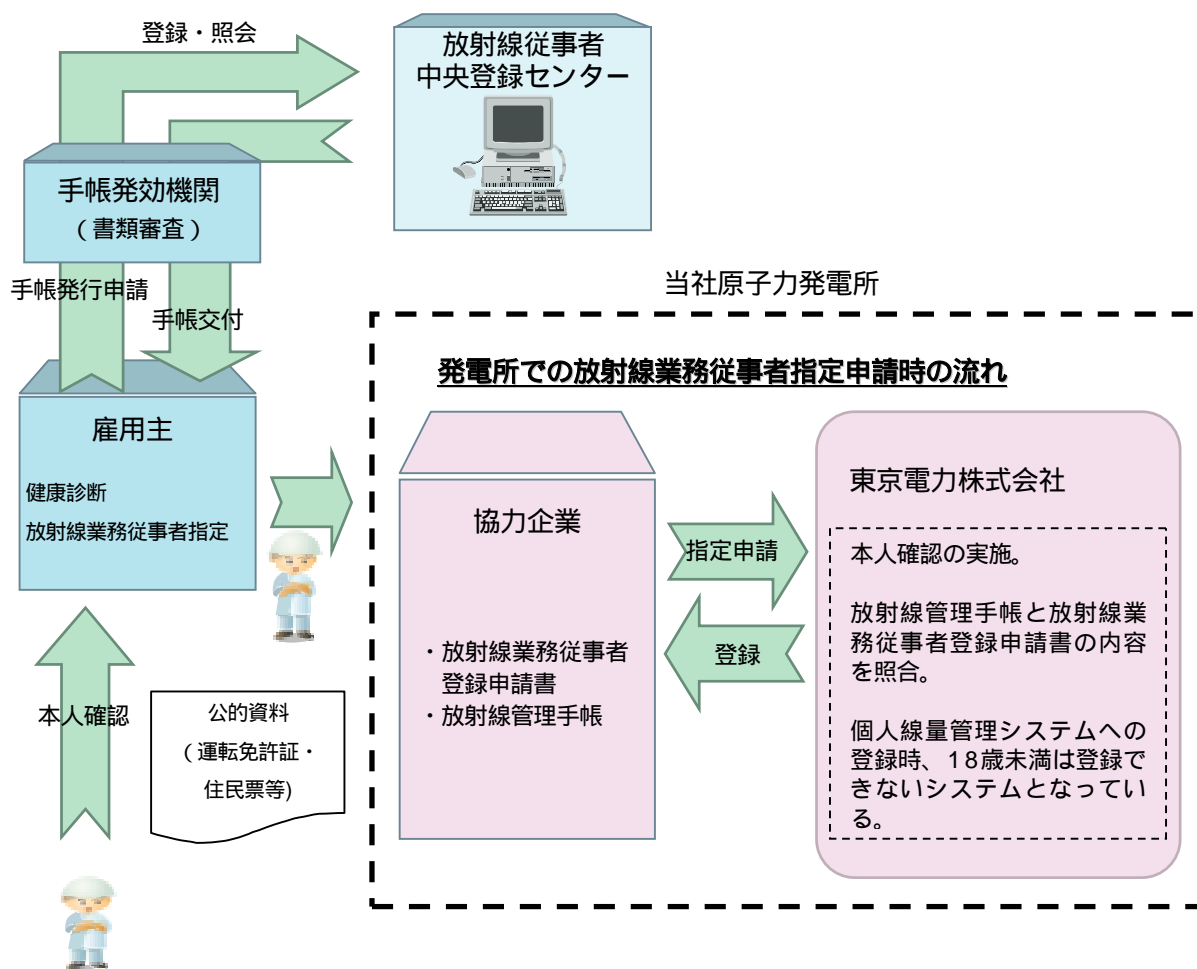 登録・照会
放射線従事者
中央登録センター
手帳発効機関
（書類審査）
手帳発行申請
手帳交付
雇用主
健康診断
放射線業務従事者指定
本人確認
公的資料
（運転免許証・
住民票等)
当社原子力発電所
発電所での放射線業務従事者指定申請時の流れ
協力企業
・放射線業務従事者
登録申請書
・放射線管理手帳
指定申請
登録
東京電力株式会社
本人確認の実施。
放射線管理手帳と放射線業
務従事者登録申請書の内容
を照合。
個人線量管理システムへの
登録時、18歳未満は登録で
きないシステムとなってい
る。